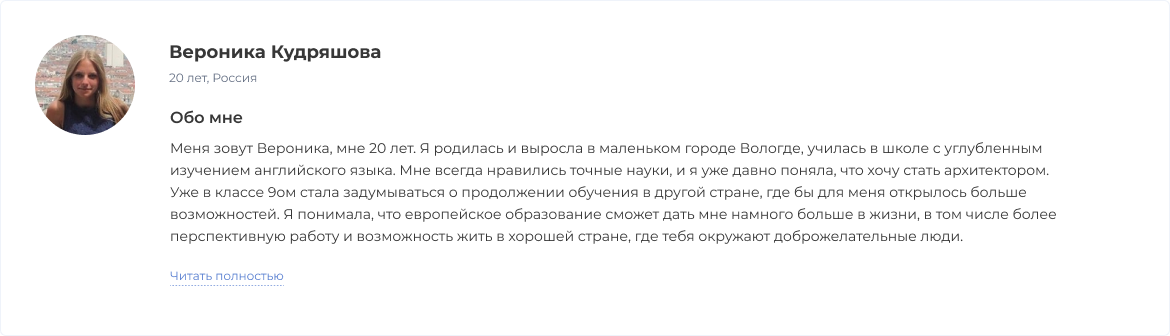 Вероника Кудряшова
20 лет, Россия
Обо мне
Меня зовут Вероника, мне 20 лет. Я родилась и выросла в маленьком городе Вологде, училась в школе с углубленным
изучением английского языка. Мне всегда нравились точные науки, и я уже давно поняла, что хочу стать архитектором.
Уже в классе 9ом стала задумываться о продолжении обучения в другой стране, где бы для меня открылось больше
возможностей. Я понимала, что европейское образование сможет дать мне намного больше в жизни, в том числе более
перспективную работу и возможность жить в хорошей стране, где тебя окружают доброжелательные люди.
Читать полностью